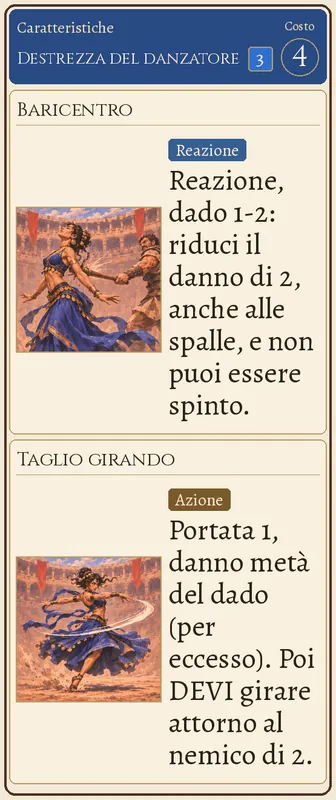 Caratteristiche
Costo
Destrezza del danzatore 3 4
Baricentro
Reazione
Reazione,
dado 1-2:
riduci il
danno di 2,
anche alle
spalle, e non
puoi essere
spinto.
Taglio girando
Azione
Portata 1,
danno metà
del dado
(per
eccesso). Poi
DEVI girare
attorno al
nemico di 2.